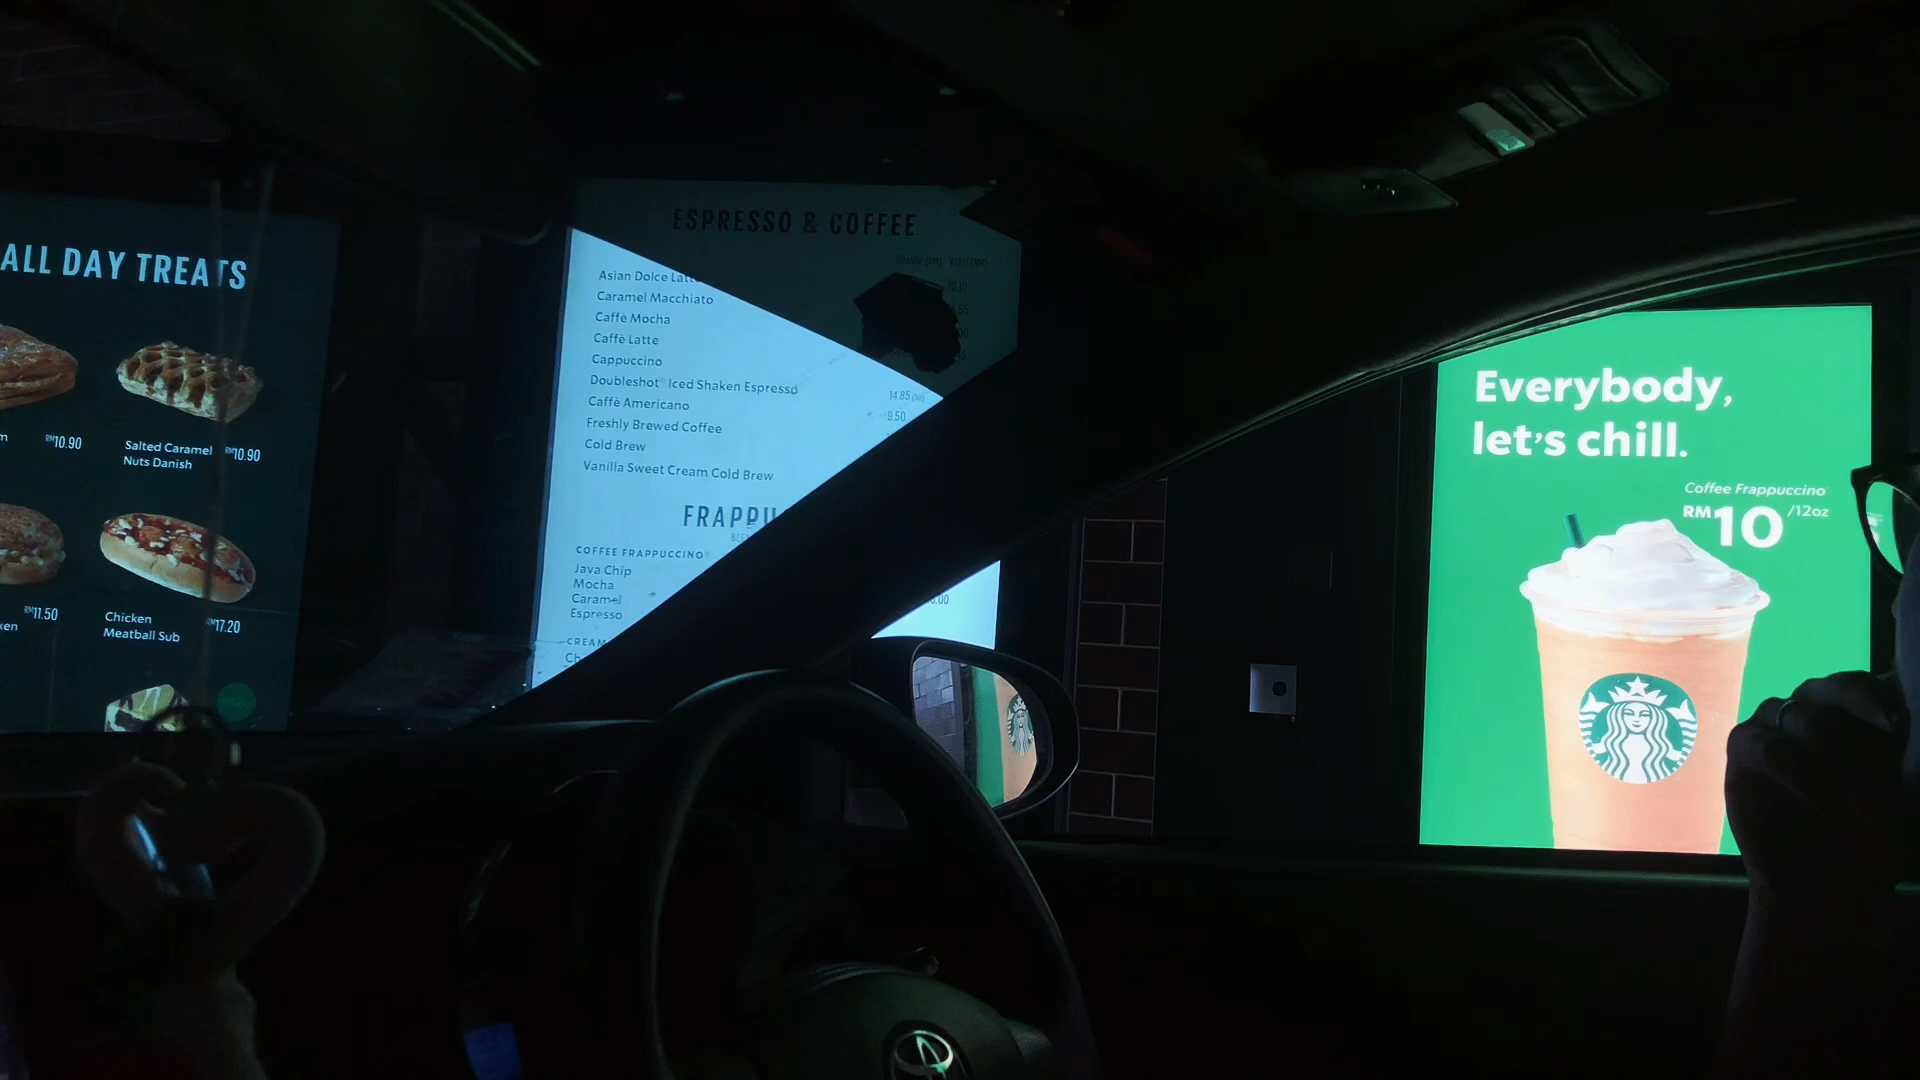 ALL DAY TREATS
RM10.90
Salted Caramel
Nuts Danish
RM10.90
RM11.50
Chicken
Meatball Sub
RM17.20
ESPRESSO & COFFEE
Asian Dolce Latte
Caramel Macchiato
Caffè Mocha
Caffè Latte
Cappuccino
Doubleshot Iced Shaken Espresso
14.85
Caffè Americano
9.50
Freshly Brewed Coffee
Cold Brew
Vanilla Sweet Cream Cold Brew
FRAPPU
COFFEE FRAPPUCCINO
Java Chip
Mocha
Caramel
Espresso
CREAM
Everybody,
let's chill.
Coffee Frappuccino
RM10/12oz